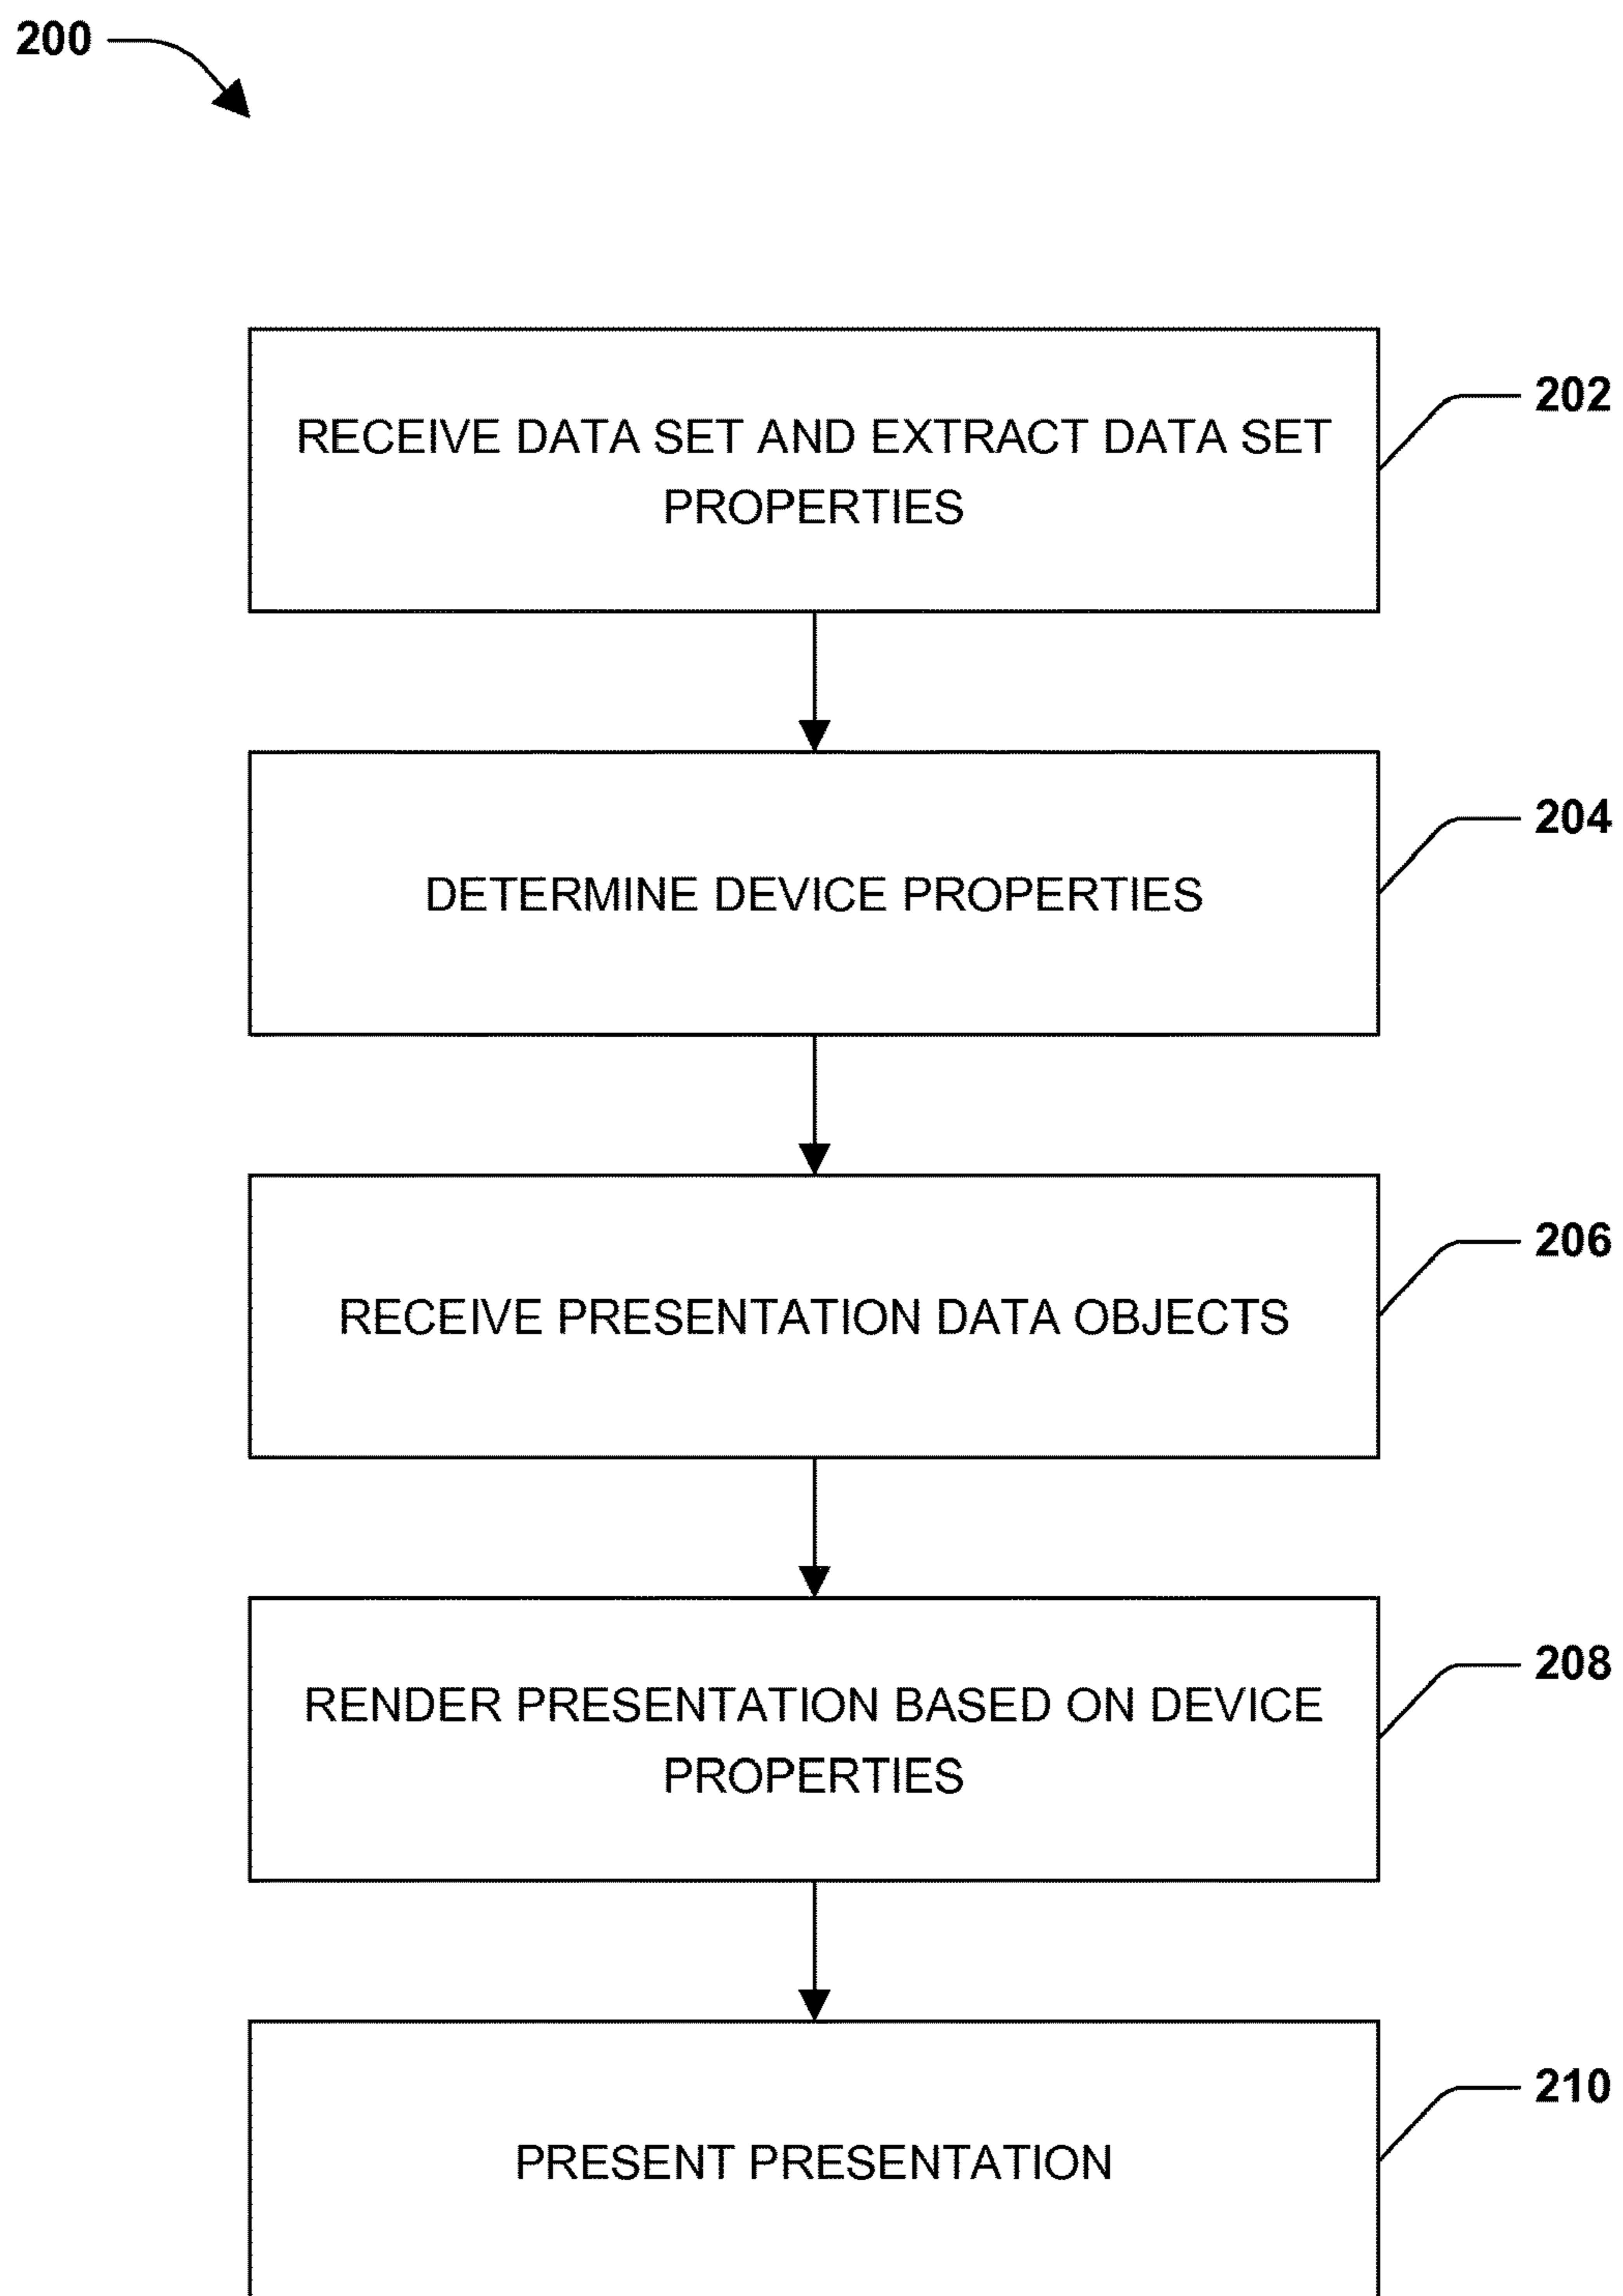 200
RECEIVE DATA SET AND EXTRACT DATA SET
PROPERTIES
202
DETERMINE DEVICE PROPERTIES
204
RECEIVE PRESENTATION DATA OBJECTS
206
RENDER PRESENTATION BASED ON DEVICE
PROPERTIES
208
PRESENT PRESENTATION
210